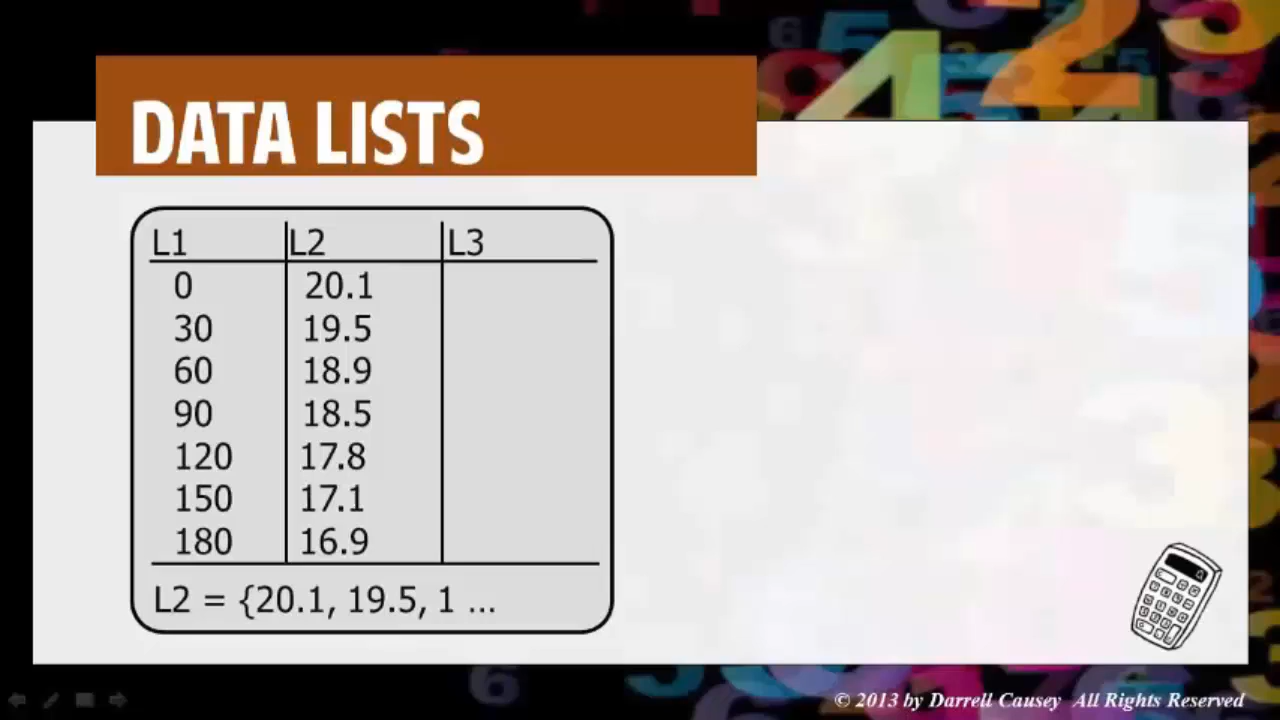 DATA LISTS
L1 L2 L3
0 20.1
30 19.5
60 18.9
90 18.5
120 17.8
150 17.1
180 16.9
L2 = {20.1, 19.5, 1 ...
© 2013 by Darrell Causey All Rights Reserved